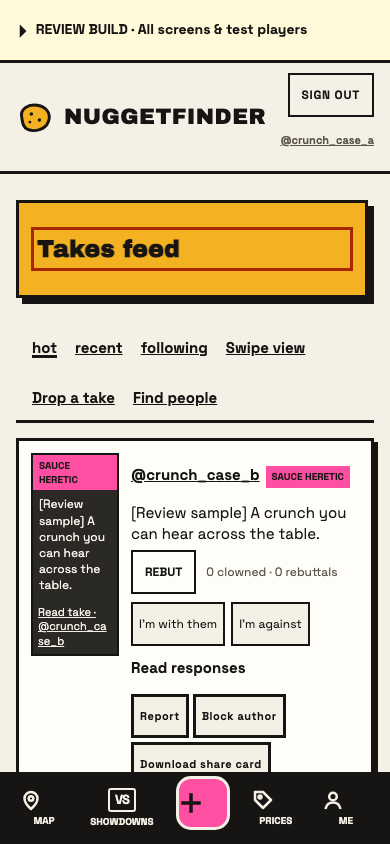 REVIEW BUILD · All screens & test players
NUGGETFINDER
SIGN OUT
@crunch_case_a
Takes feed
hot recent following Swipe view
Drop a take Find people
SAUCE
HERETIC
[Review
sample] A
crunch you
can hear
across the
table.
Read take ·
@crunch_ca
se_b
@crunch_case_b SAUCE HERETIC
[Review sample] A crunch you
can hear across the table.
REBUT 0 clowned · 0 rebuttals
I'm with them I'm against
Read responses
Report Block author
Download share card
MAP VS SHOWDOWNS + PRICES ME